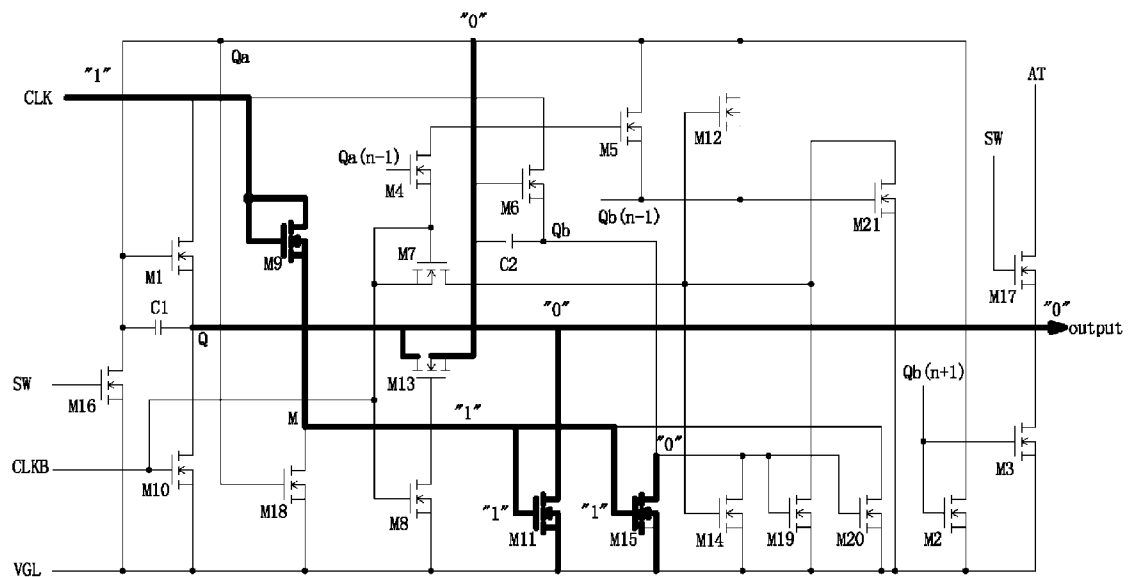 "0"
Qa
"1"
AT
CLK
M12
SW
M5
Qa(n-1)
M4
M6
Qb(n-1)
M21
Qb
M7
M9
C2
M1
M17
C1
"0"
"0"
Q
output
M13
Qb(n+1)
SW
M16
"1"
M
"0"
CLKB
M3
M10
M18
M8
"1"
"1"
M11
M15
M14
M19
M20
M2
VGL